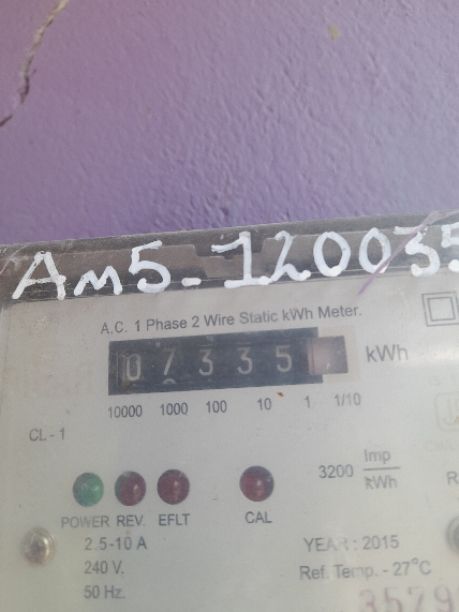 Am5-120035
A.C. 1 Phase 2 Wire Static kWh Meter.
07335 kWh
10000 1000 100 10 1 1/10
CL - 1
3200 Imp/kWh
POWER REV. EFLT CAL
2.5-10 A
YEAR : 2015
240 V.
Ref. Temp. - 27°C
50 Hz.